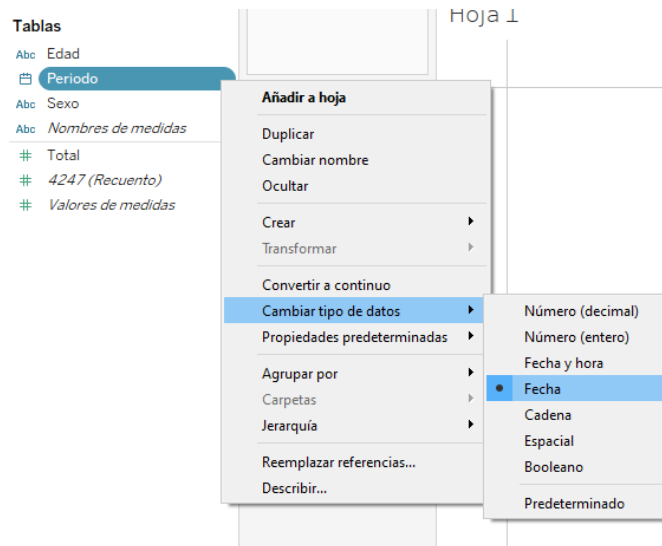 Hoja 1
Tablas
Abc Edad
Periodo
Abc Sexo
Abc Nombres de medidas
# Total
# 4247 (Recuento)
# Valores de medidas
Añadir a hoja
Duplicar
Cambiar nombre
Ocultar
Crear
Transformar
Convertir a continuo
Cambiar tipo de datos
Propiedades predeterminadas
Agrupar por
Carpetas
Jerarquía
Reemplazar referencias...
Describir...
Número (decimal)
Número (entero)
Fecha y hora
Fecha
Cadena
Espacial
Booleano
Predeterminado